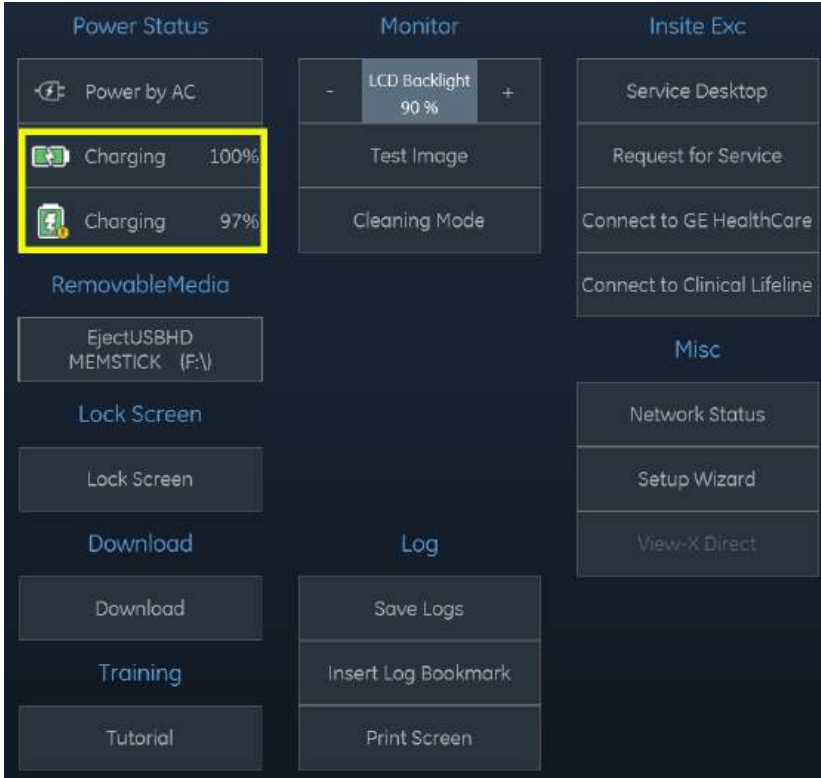 Power Status
Power by AC
Charging 100%
Charging 97%
RemovableMedia
EjectUSBHD
MEMSTICK (F:\)
Lock Screen
Lock Screen
Download
Download
Training
Tutorial
Monitor
- LCD Backlight +
90 %
Test Image
Cleaning Mode
Log
Save Logs
Insert Log Bookmark
Print Screen
Insite Exc
Service Desktop
Request for Service
Connect to GE HealthCare
Connect to Clinical Lifeline
Misc
Network Status
Setup Wizard
View-X Direct